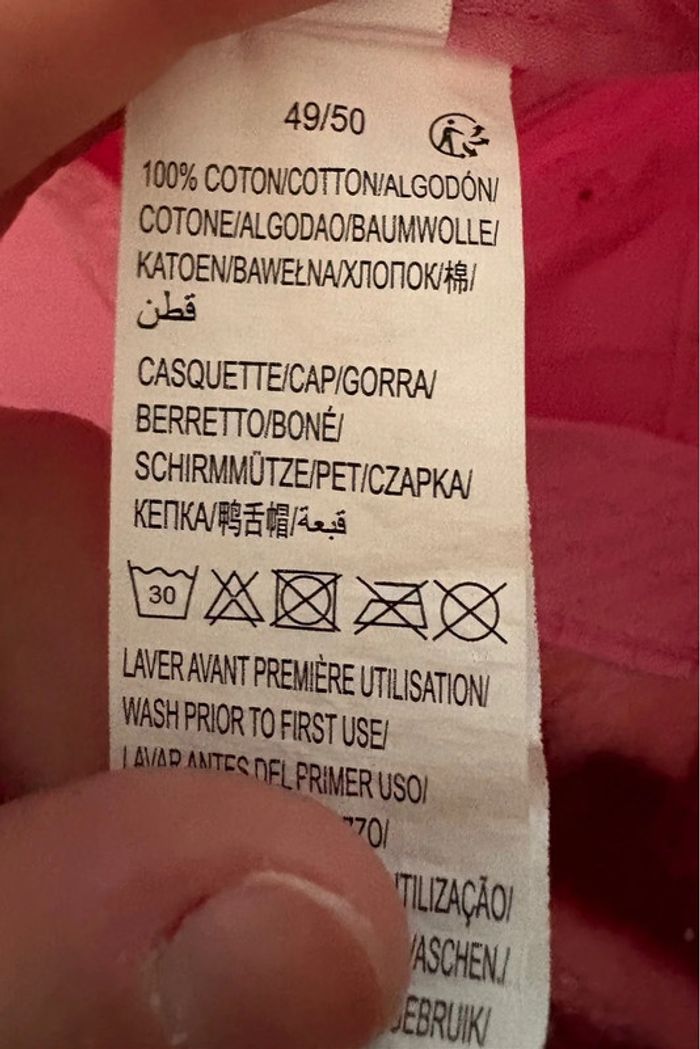 49/50
100% COTON/COTTON/ALGODÓN/
COTONE/ALGODAO/BAUMWOLLE/
KATOEN/BAWEŁNA/ХЛОПОК/棉/
قطن
CASQUETTE/CAP/GORRA/
BERRETTO/BONÉ/
SCHIRMMÜTZE/PET/CZAPKA/
КЕПКА/鸭舌帽/قبعة
30
LAVER AVANT PREMIÈRE UTILISATION/
WASH PRIOR TO FIRST USE/
LAVAR ANTES DEL PRIMER USO/